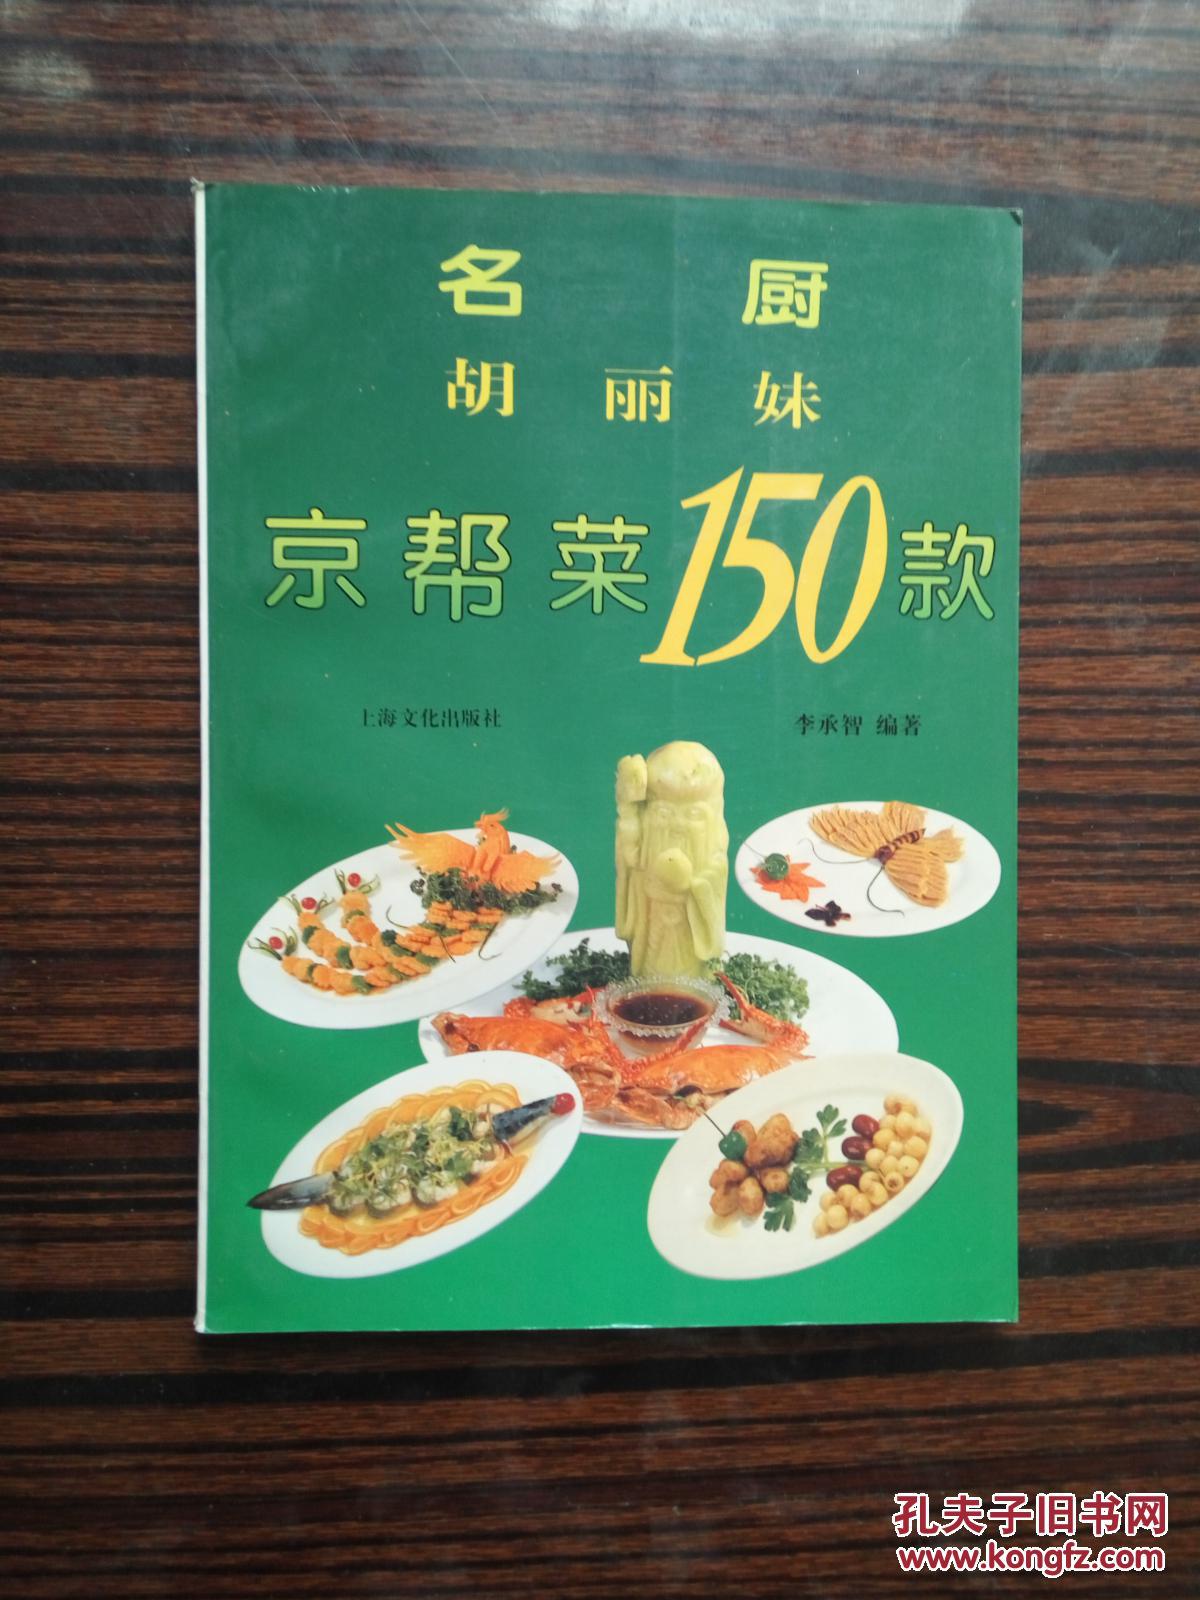 名 厨
胡 丽 妹
京帮菜150款
上海文化出版社
李承智 编著
孔夫子旧书网
www.kongfz.com